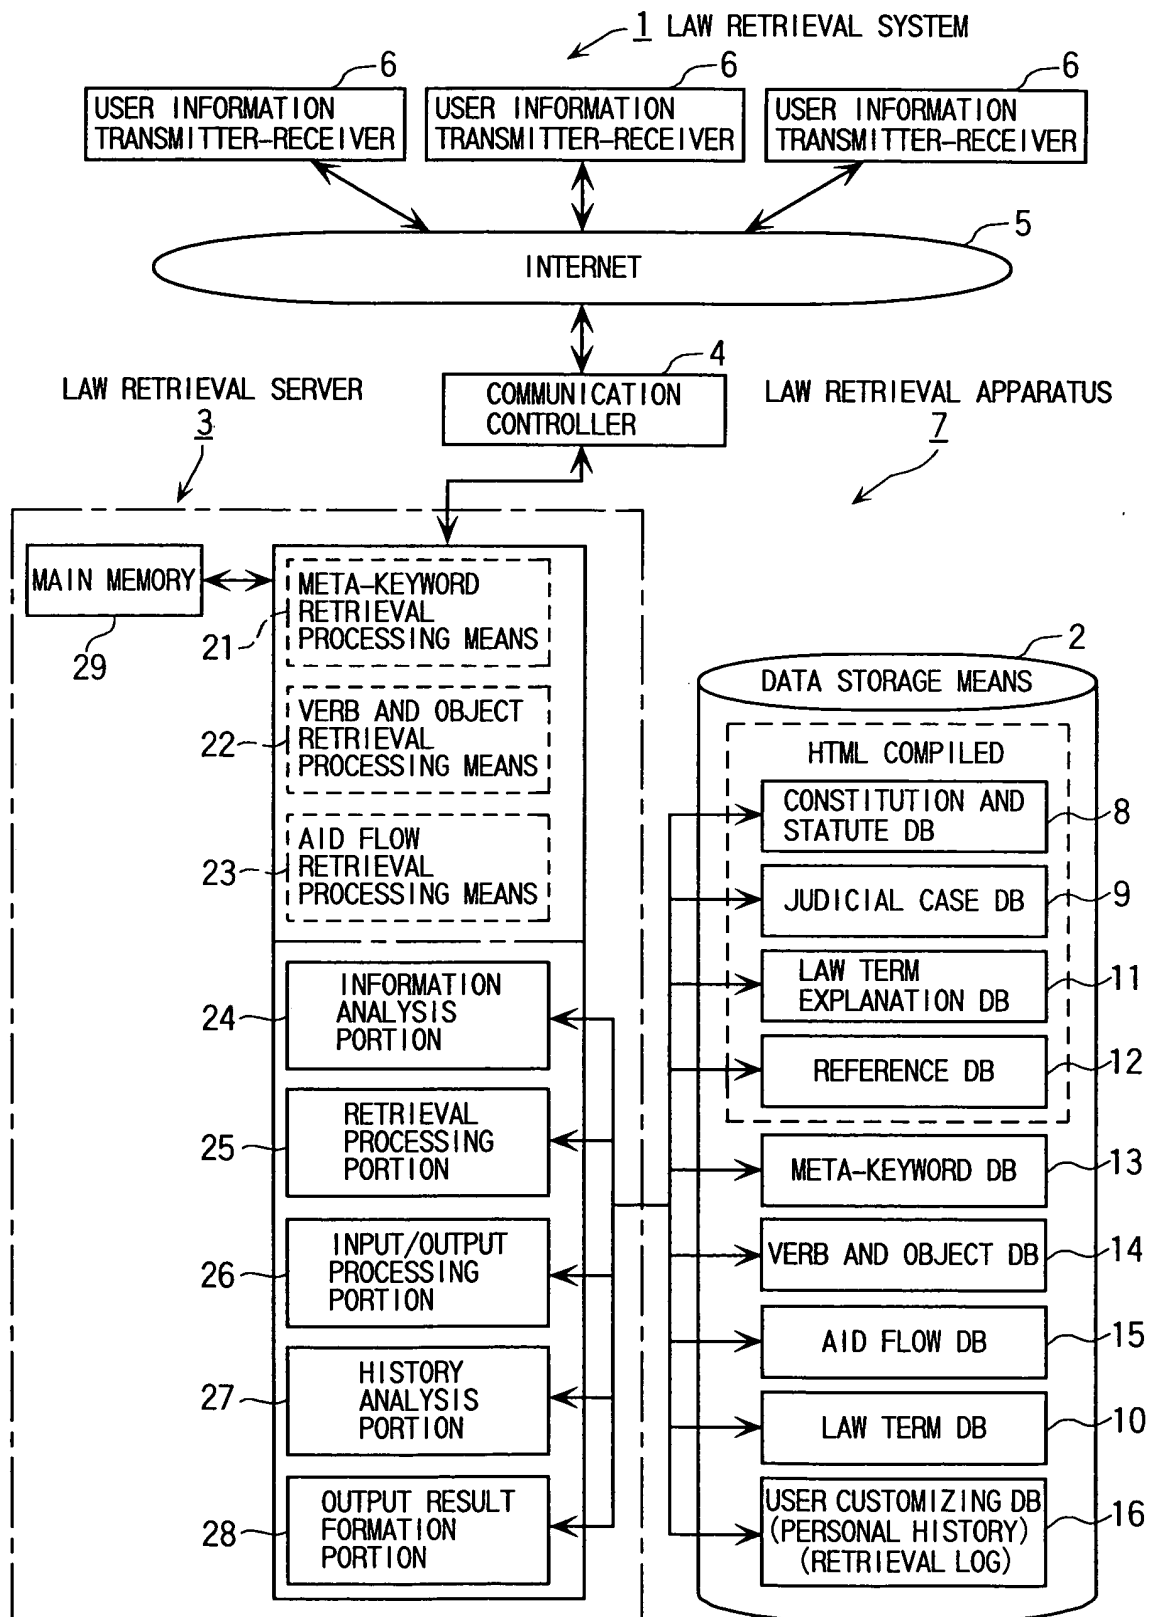 1 LAW RETRIEVAL SYSTEM
6
6
6
USER INFORMATION
TRANSMITTER-RECEIVER
USER INFORMATION
TRANSMITTER-RECEIVER
USER INFORMATION
TRANSMITTER-RECEIVER
5
INTERNET
4
COMMUNICATION
CONTROLLER
LAW RETRIEVAL SERVER
3
LAW RETRIEVAL APPARATUS
7
MAIN MEMORY
29
META-KEYWORD
RETRIEVAL
PROCESSING MEANS
21
VERB AND OBJECT
RETRIEVAL
PROCESSING MEANS
22
AID FLOW
RETRIEVAL
PROCESSING MEANS
23
INFORMATION
ANALYSIS
PORTION
24
RETRIEVAL
PROCESSING
PORTION
25
INPUT/OUTPUT
PROCESSING
PORTION
26
HISTORY
ANALYSIS
PORTION
27
OUTPUT RESULT
FORMATION
PORTION
28
2
DATA STORAGE MEANS
HTML COMPILED
CONSTITUTION AND
STATUTE DB
8
JUDICIAL CASE DB
9
LAW TERM
EXPLANATION DB
11
REFERENCE DB
12
META-KEYWORD DB
13
VERB AND OBJECT DB
14
AID FLOW DB
15
LAW TERM DB
10
USER CUSTOMIZING DB
(PERSONAL HISTORY)
(RETRIEVAL LOG)
16